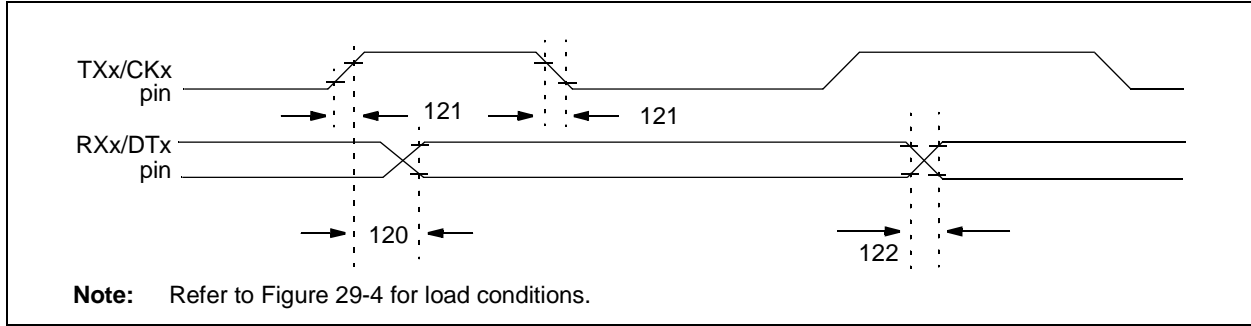 TXx/CKx
pin
121
121
RXx/DTx
pin
120
122
Note: Refer to Figure 29-4 for load conditions.